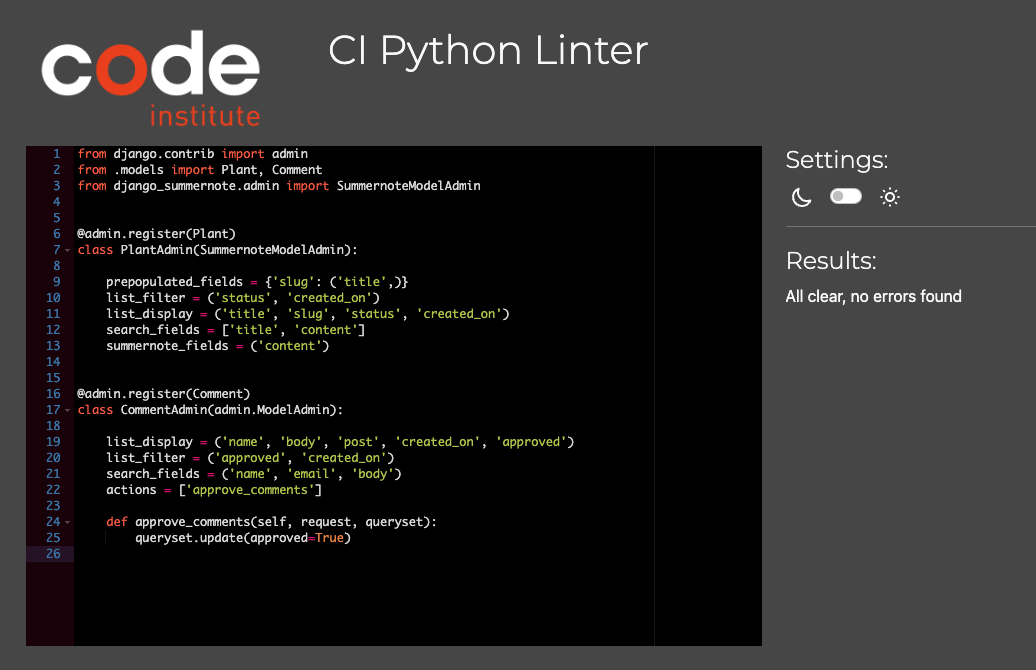 code
institute
CI Python Linter
1 from django.contrib import admin
2 from .models import Plant, Comment
3 from django_summernote.admin import SummernoteModelAdmin
4
5
6 @admin.register(Plant)
7 class PlantAdmin(SummernoteModelAdmin):
8
9     prepopulated_fields = {'slug': ('title',)}
10     list_filter = ('status', 'created_on')
11     list_display = ('title', 'slug', 'status', 'created_on')
12     search_fields = ['title', 'content']
13     summernote_fields = ('content')
14
15
16 @admin.register(Comment)
17 class CommentAdmin(admin.ModelAdmin):
18
19     list_display = ('name', 'body', 'post', 'created_on', 'approved')
20     list_filter = ('approved', 'created_on')
21     search_fields = ('name', 'email', 'body')
22     actions = ['approve_comments']
23
24     def approve_comments(self, request, queryset):
25         queryset.update(approved=True)
26
Settings:
Results:
All clear, no errors found